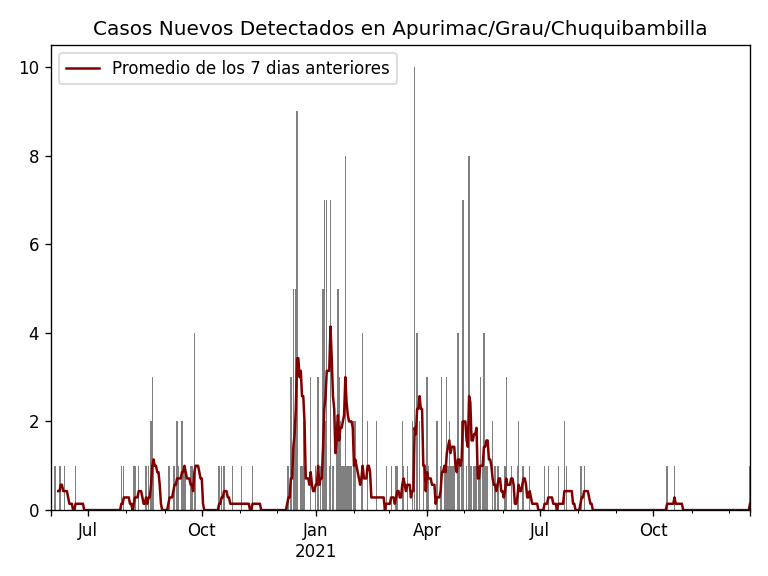 Casos Nuevos Detectados en Apurimac/Grau/Chuquibambilla
Promedio de los 7 dias anteriores
10
8
6
4
2
0
Jul Oct Jan Apr Jul Oct
2021